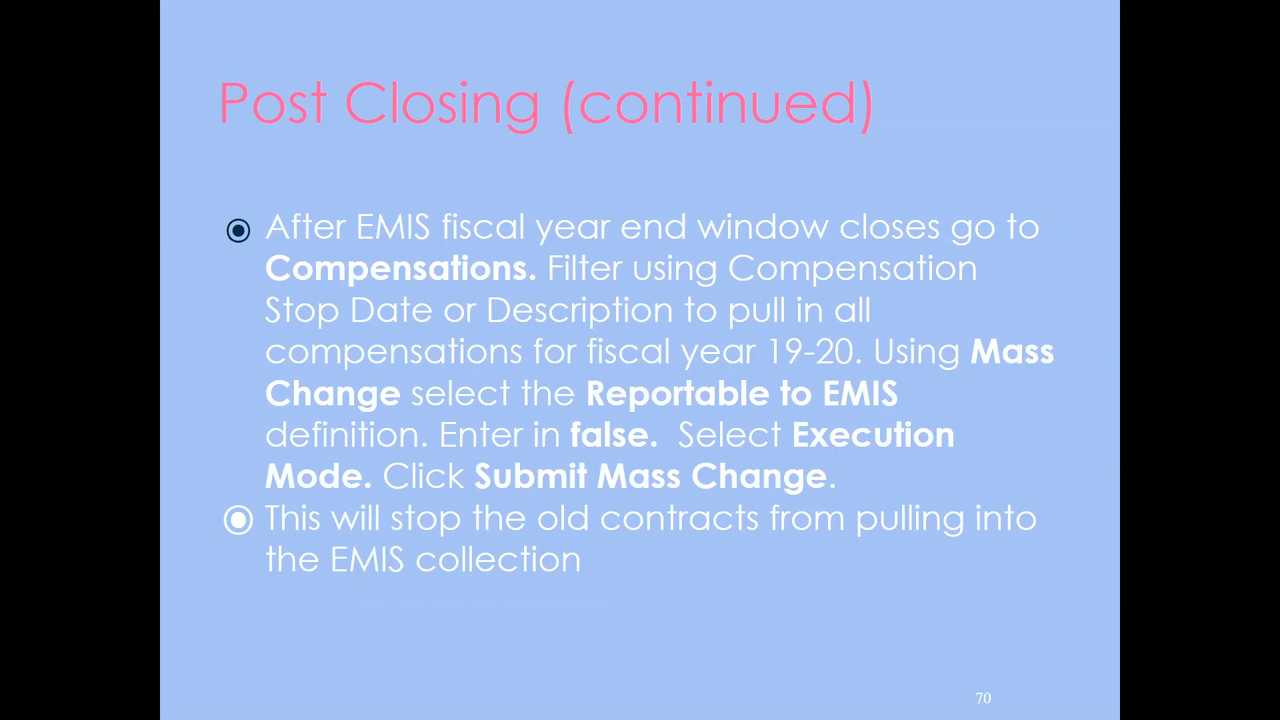 Post Closing (continued)
After EMIS fiscal year end window closes go to
Compensations. Filter using Compensation
Stop Date or Description to pull in all
compensations for fiscal year 19-20. Using Mass
Change select the Reportable to EMIS
definition. Enter in false.  Select Execution
Mode. Click Submit Mass Change.
This will stop the old contracts from pulling into
the EMIS collection
70